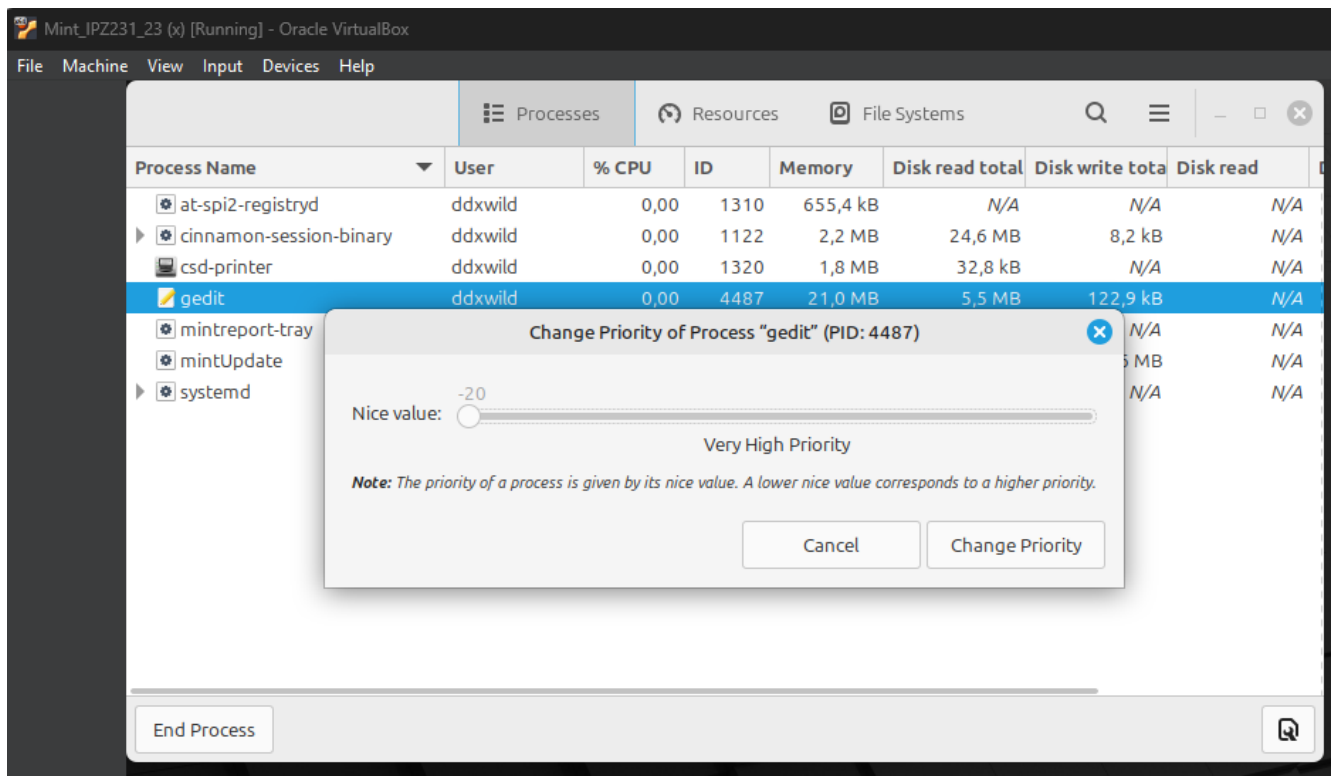 Mint_IPZ231_23 (x) [Running] - Oracle VirtualBox
File Machine View Input Devices Help
Processes Resources File Systems
Process Name User % CPU ID Memory Disk read total Disk write tota Disk read
at-spi2-registryd ddxwild 0,00 1310 655,4 kB N/A N/A N/A
cinnamon-session-binary ddxwild 0,00 1122 2,2 MB 24,6 MB 8,2 kB N/A
csd-printer ddxwild 0,00 1320 1,8 MB 32,8 kB N/A N/A
gedit ddxwild 0,00 4487 21,0 MB 5,5 MB 122,9 kB N/A
mintreport-tray N/A N/A
mintUpdate MB N/A
systemd N/A N/A
Change Priority of Process “gedit” (PID: 4487)
-20
Nice value:
Very High Priority
Note: The priority of a process is given by its nice value. A lower nice value corresponds to a higher priority.
Cancel Change Priority
End Process